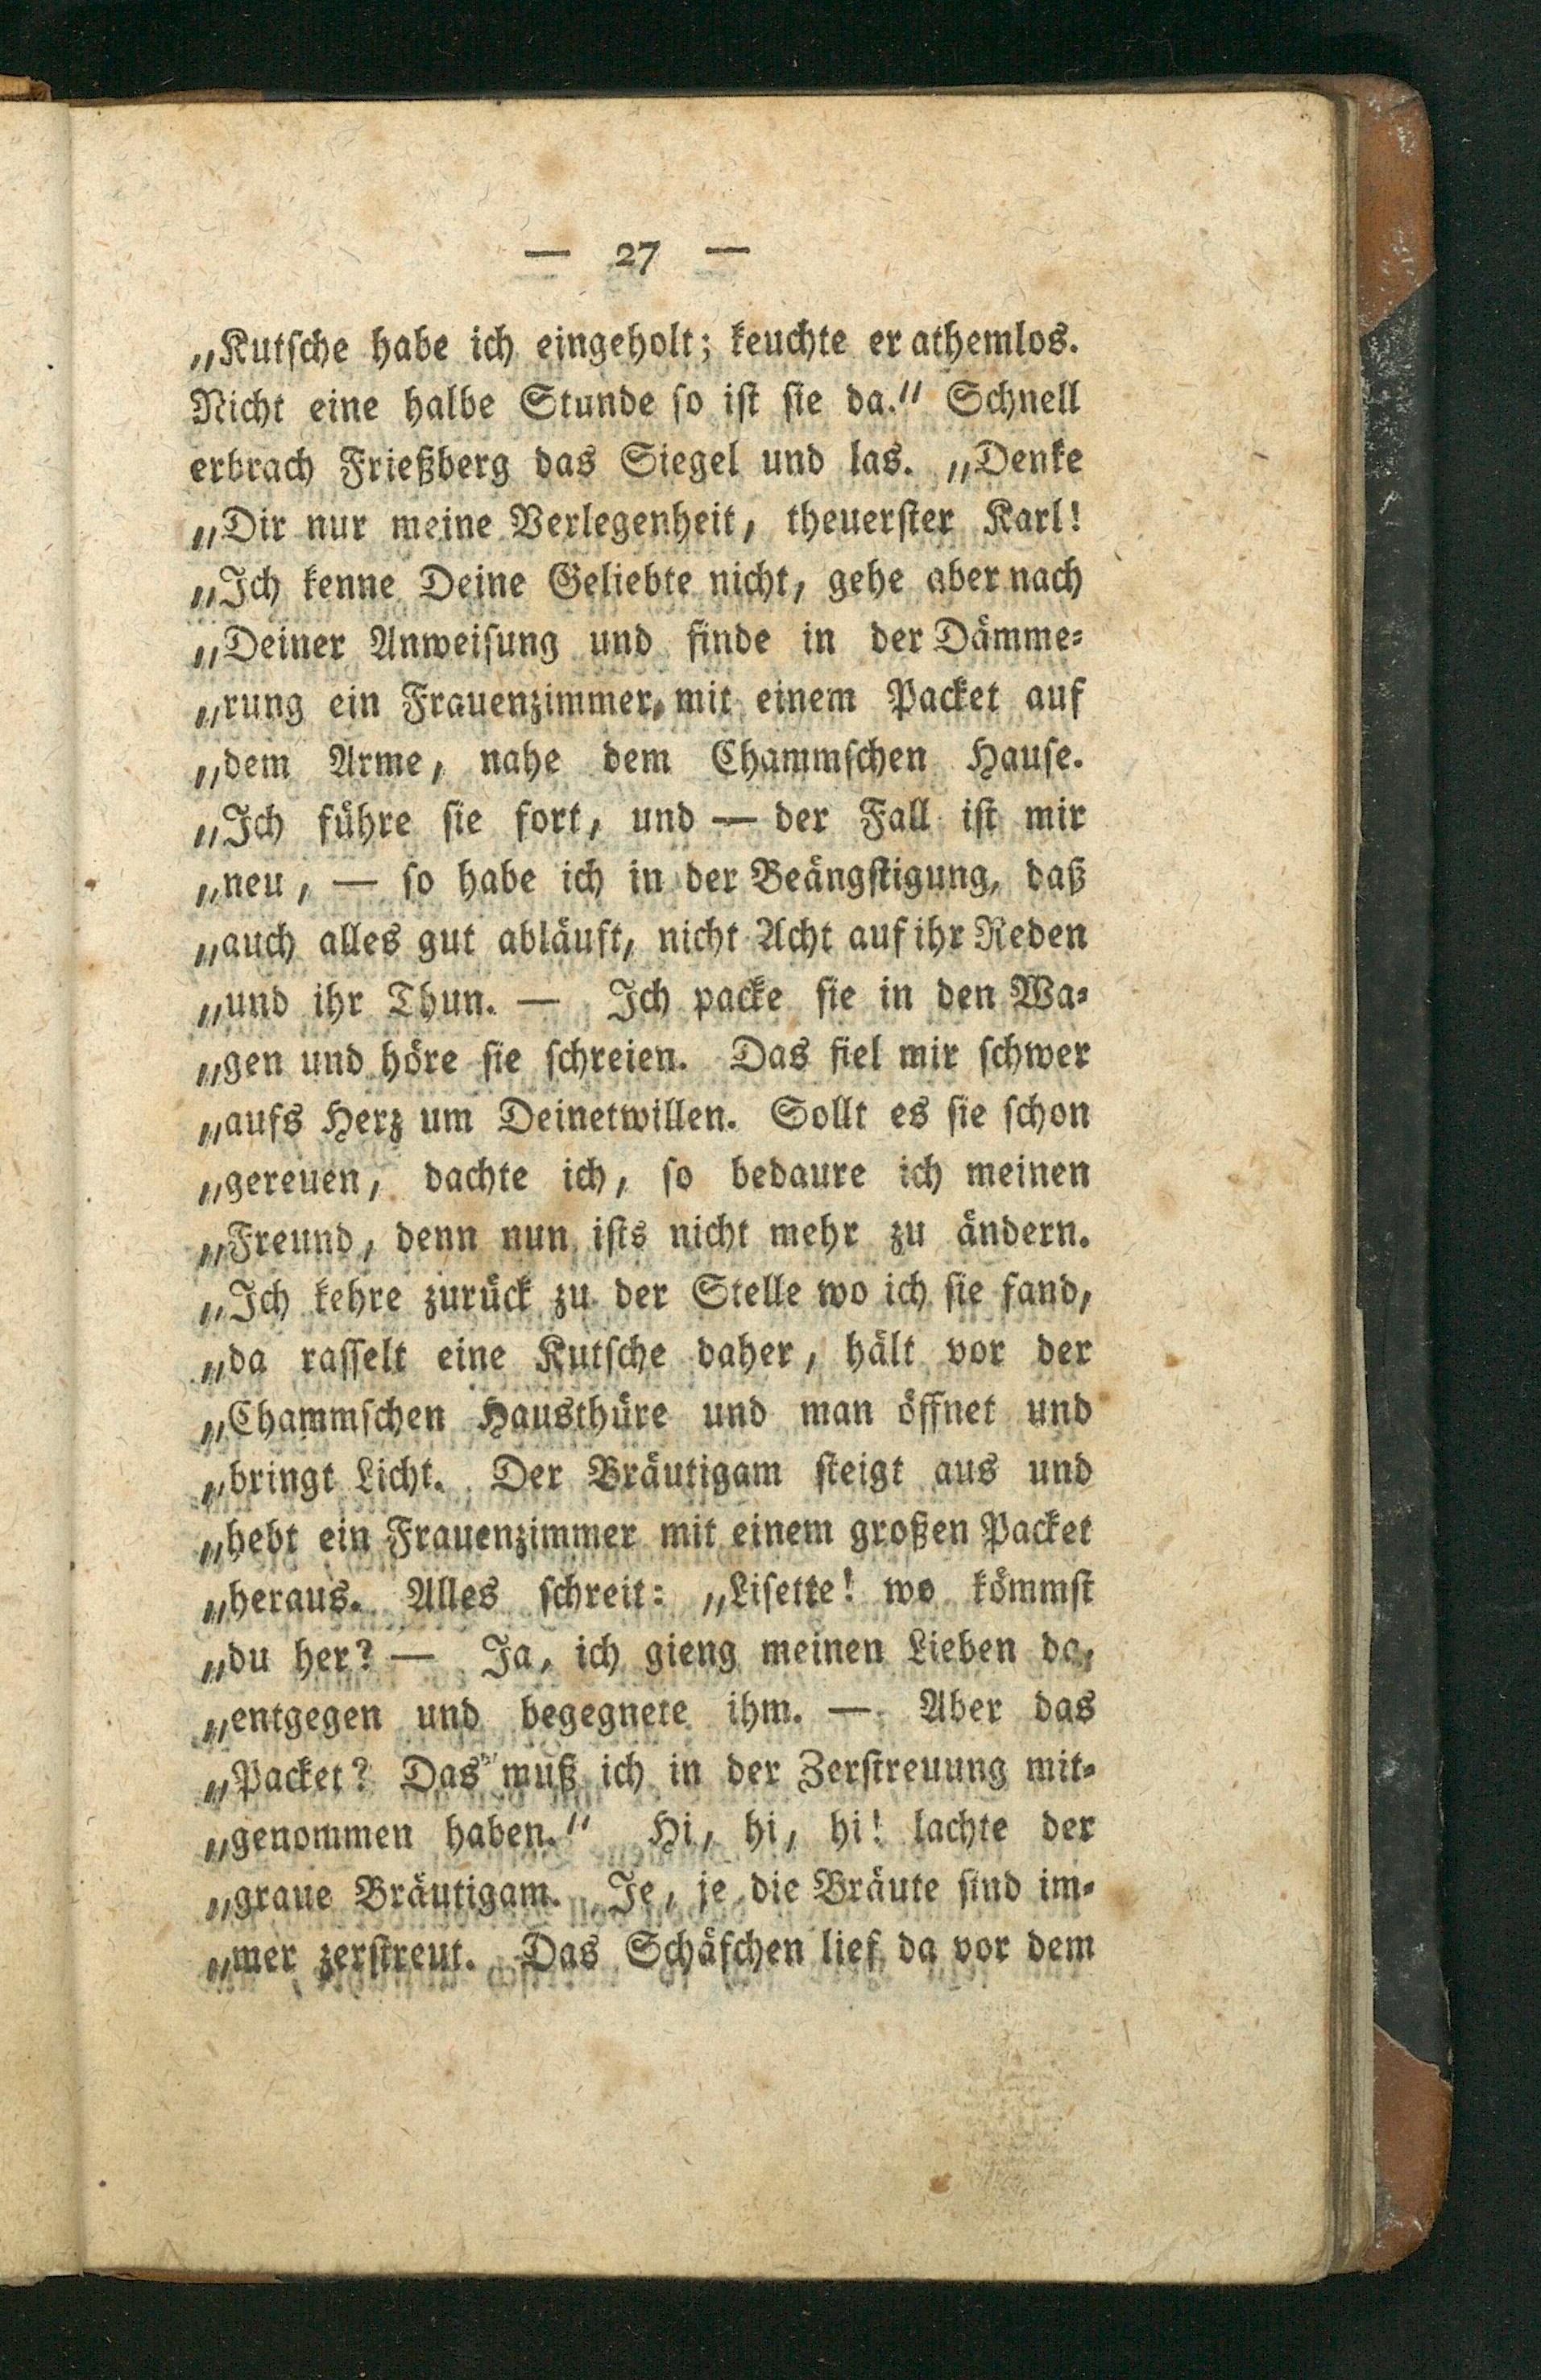 — 27 —
„Kutſche habe ich eingeholt; keuchte er athemlos.
Nicht eine halbe Stunde ſo iſt ſie da.“ Schnell
erbrach Frießberg das Siegel und las. „Denke
„Dir nur meine Verlegenheit, theuerſter Karl!
„Ich kenne Deine Geliebte nicht, gehe aber nach
„Deiner Anweiſung und finde in der Dämme⸗
„rung ein Frauenzimmer, mit einem Packet auf
„dem Arme, nahe dem Chammſchen Hauſe.
„Ich führe ſie fort, und — der Fall iſt mir
„neu, — ſo habe ich in der Beängſtigung, daß
„auch alles gut abläuft, nicht Acht auf ihr Reden
„und ihr Thun. — Ich packe ſie in den Wa⸗
„gen und höre ſie ſchreien. Das fiel mir ſchwer
„aufs Herz um Deinetwillen. Sollt es ſie ſchon
„gereuen, dachte ich, ſo bedaure ich meinen
„Freund, denn nun iſts nicht mehr zu ändern.
„Ich kehre zurück zu der Stelle wo ich ſie fand,
„da raſſelt eine Kutſche daher, hält vor der
„Chammſchen Hausthüre und man öffnet und
„bringt Licht. Der Bräutigam ſteigt aus und
„hebt ein Frauenzimmer mit einem großen Packet
„heraus. Alles ſchreit: „Liſette! wo kömmſt
„du her? — Ja, ich gieng meinen Lieben da,
„entgegen und begegnete ihm. — Aber das
„Packet? Das muß ich in der Zerſtreuung mit⸗
„genommen haben.“ Hi, hi, hi! lachte der
„graue Bräutigam. Je, je die Bräute ſind im⸗
„mer zerſtreut. Das Schäfchen lief da vor dem